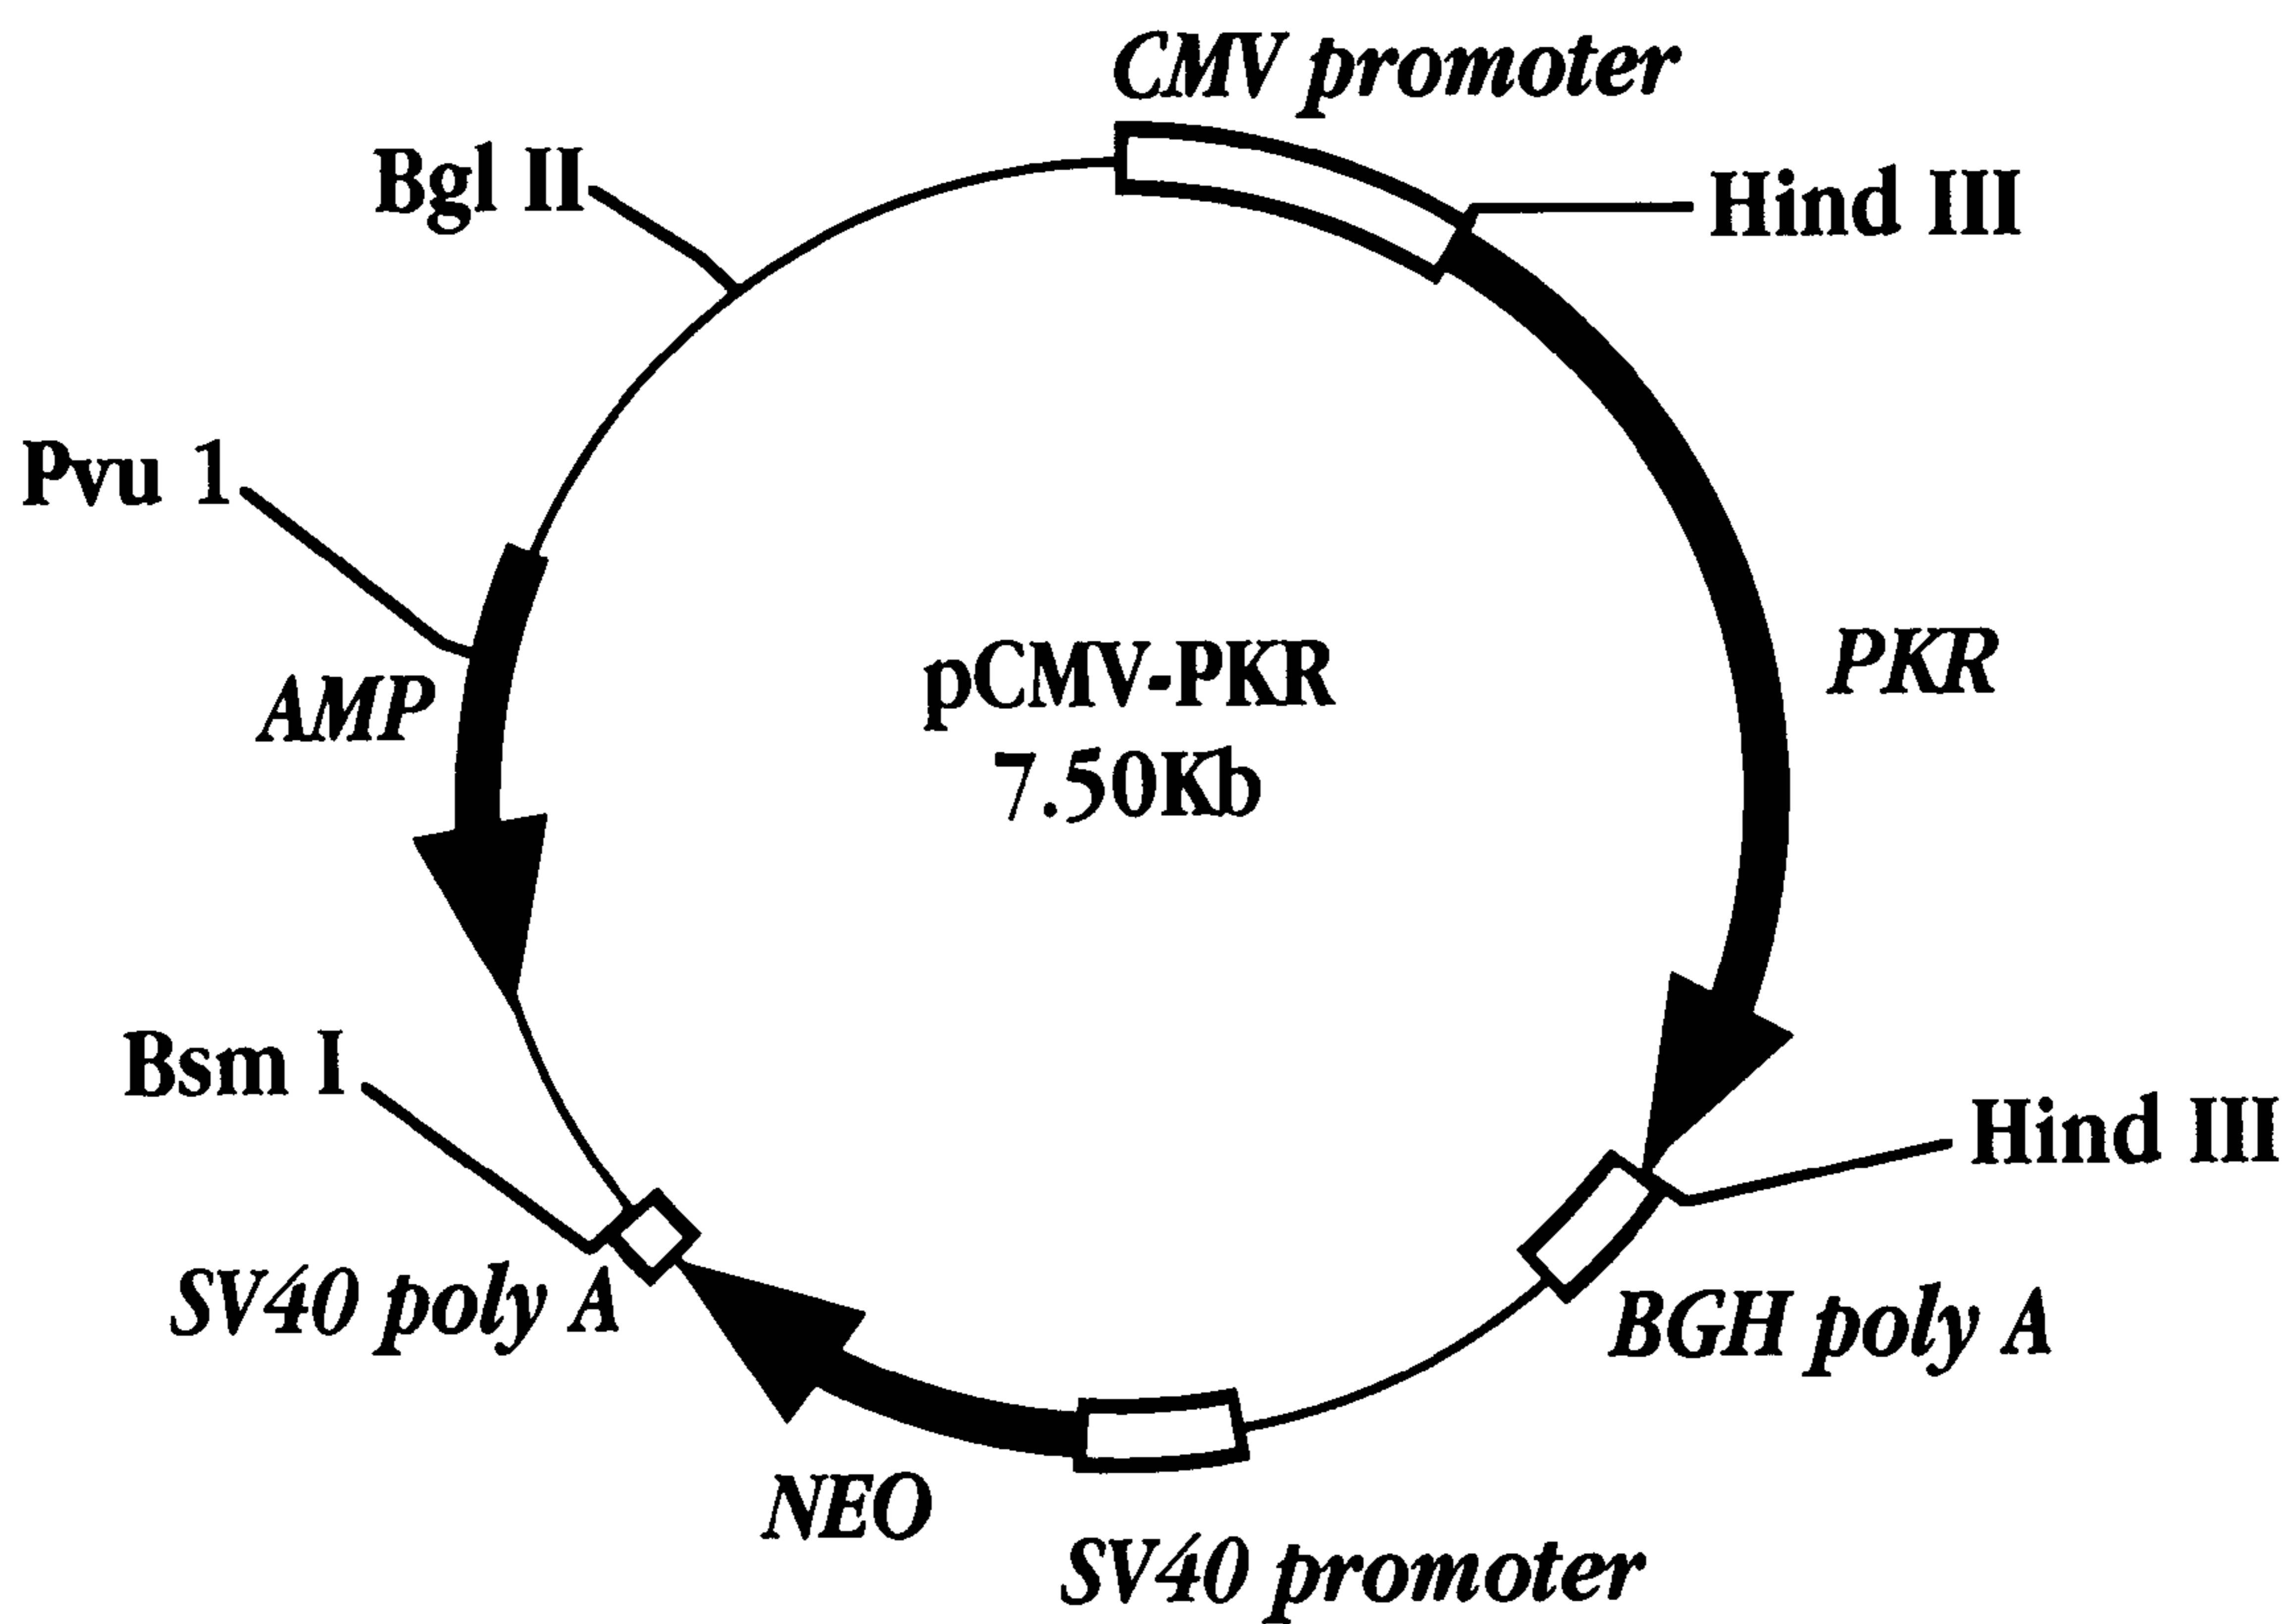 CMV promoter
Bgl II
Hind III
Pvu 1
AMP
pCMV-PKR
7.50Kb
PKR
Bsm I
Hind III
SV40 poly A
BGH poly A
NEO
SV40 promoter